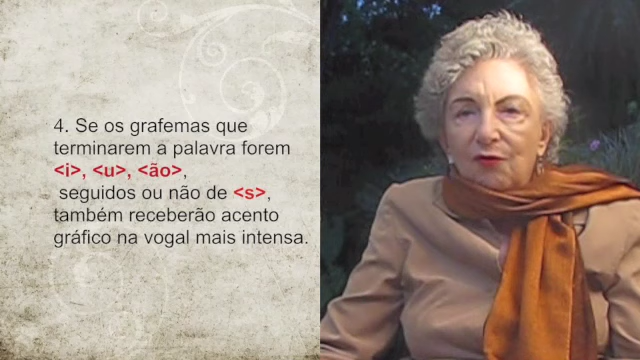 4. Se os grafemas que
terminarem a palavra forem
<i>, <u>, <ão>,
seguidos ou não de <s>,
também receberão acento
gráfico na vogal mais intensa.